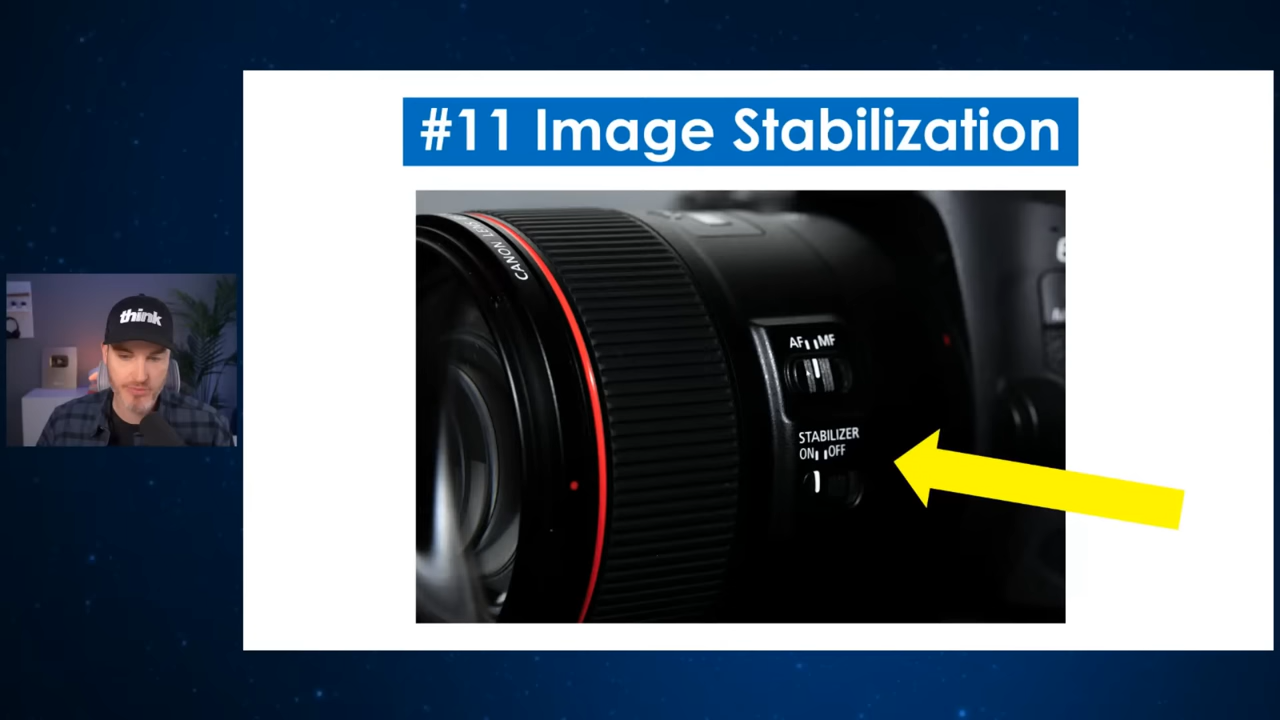 #11 Image Stabilization
CANON LENS
AF MF
STABILIZER
ON OFF
think